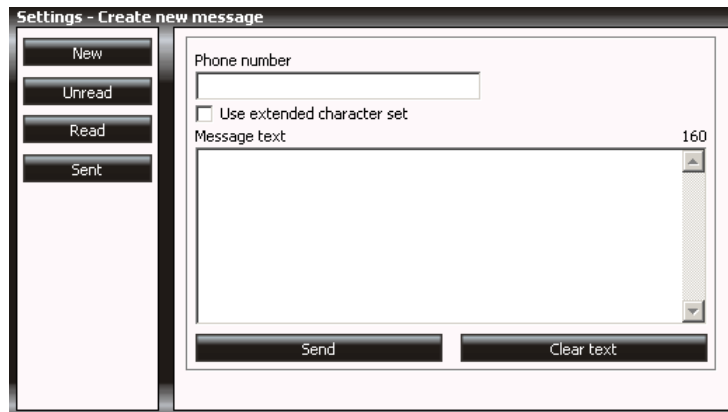 Settings - Create new message
New
Unread
Read
Sent
Phone number
Use extended character set
Message text 160
Send Clear text